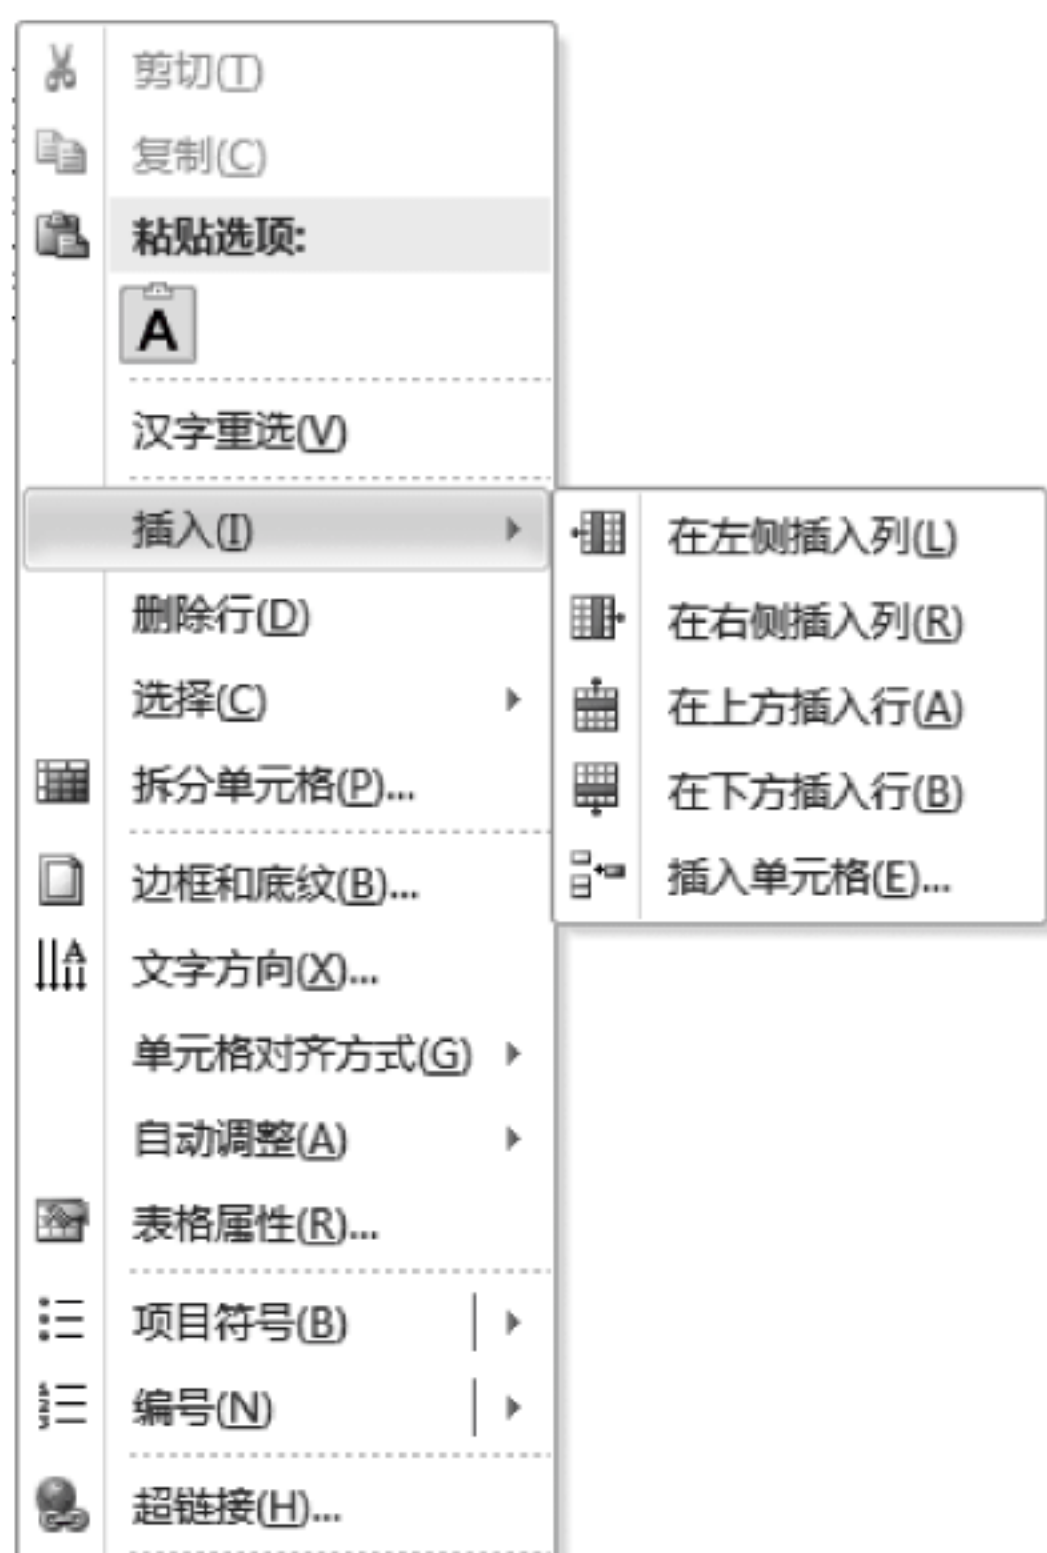 剪切(T)
复制(C)
粘贴选项:
A
汉字重选(V)
插入(I)
删除行(D)
选择(C)
拆分单元格(P)...
边框和底纹(B)...
文字方向(X)...
单元格对齐方式(G)
自动调整(A)
表格属性(R)...
项目符号(B)
编号(N)
超链接(H)...
在左侧插入列(L)
在右侧插入列(R)
在上方插入行(A)
在下方插入行(B)
插入单元格(E)...